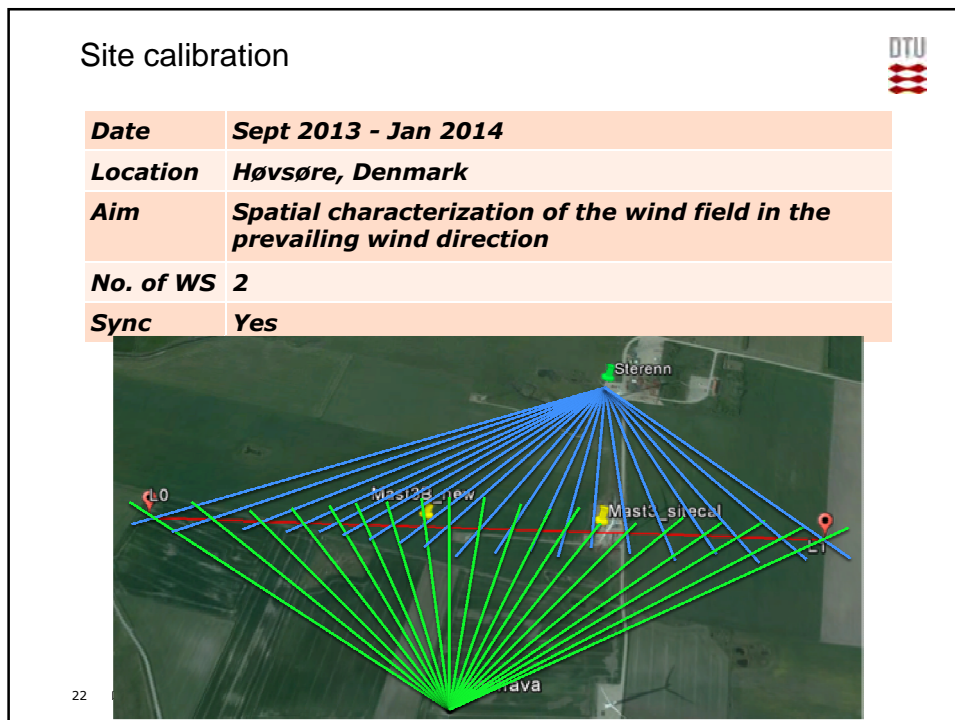 Site calibration
DTU
Date Sept 2013 - Jan 2014
Location Høvsøre, Denmark
Aim Spatial characterization of the wind field in the
prevailing wind direction
No. of WS 2
Sync Yes
Sterenn
L0
Mast3B_new
Mast3_sitecal
L1
22